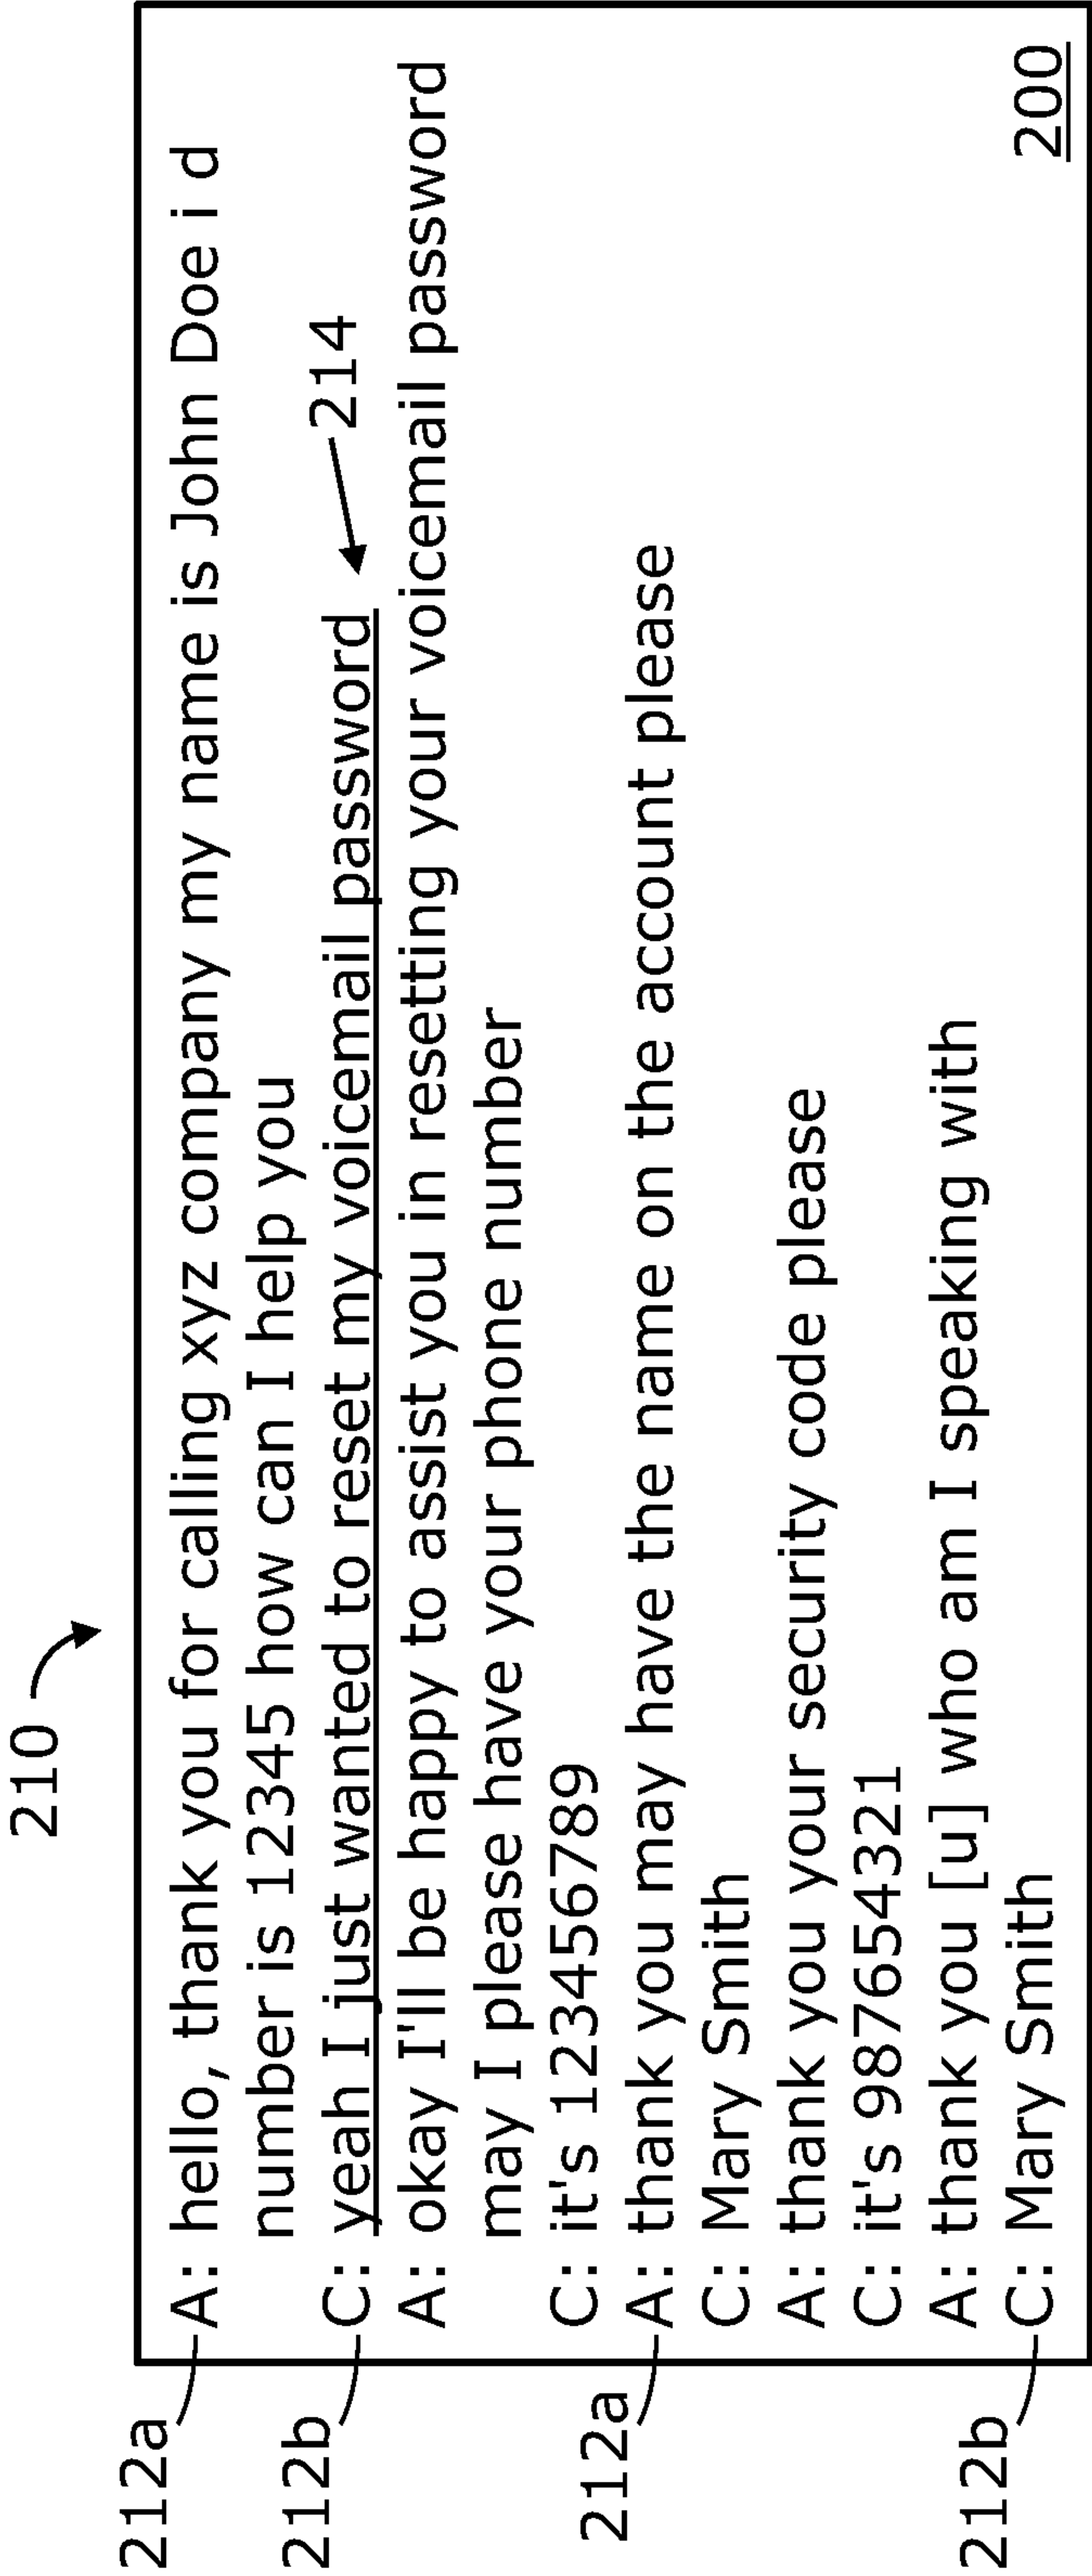 210
212a
A: hello, thank you for calling xyz company my name is John Doe i d
number is 12345 how can I help you
212b
C: yeah I just wanted to reset my voicemail password
214
A: okay I'll be happy to assist you in resetting your voicemail password
may I please have your phone number
C: it's 123456789
212a
A: thank you may have the name on the account please
C: Mary Smith
A: thank you your security code please
C: it's 987654321
A: thank you [u] who am I speaking with
212b
C: Mary Smith
200